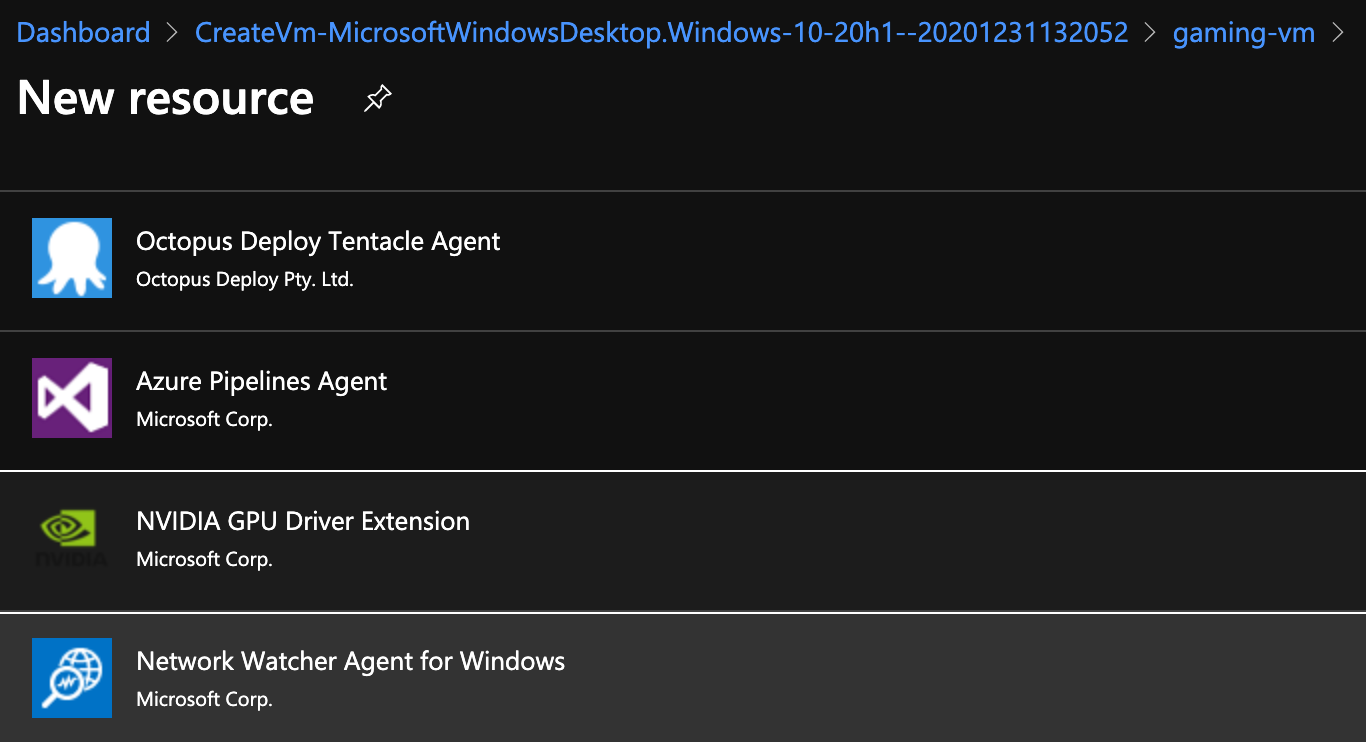 Dashboard > CreateVm-MicrosoftWindowsDesktop.Windows-10-20h1--20201231132052 > gaming-vm >
New resource
Octopus Deploy Tentacle Agent
Octopus Deploy Pty. Ltd.
Azure Pipelines Agent
Microsoft Corp.
NVIDIA GPU Driver Extension
NVIDIA
Microsoft Corp.
Network Watcher Agent for Windows
Microsoft Corp.